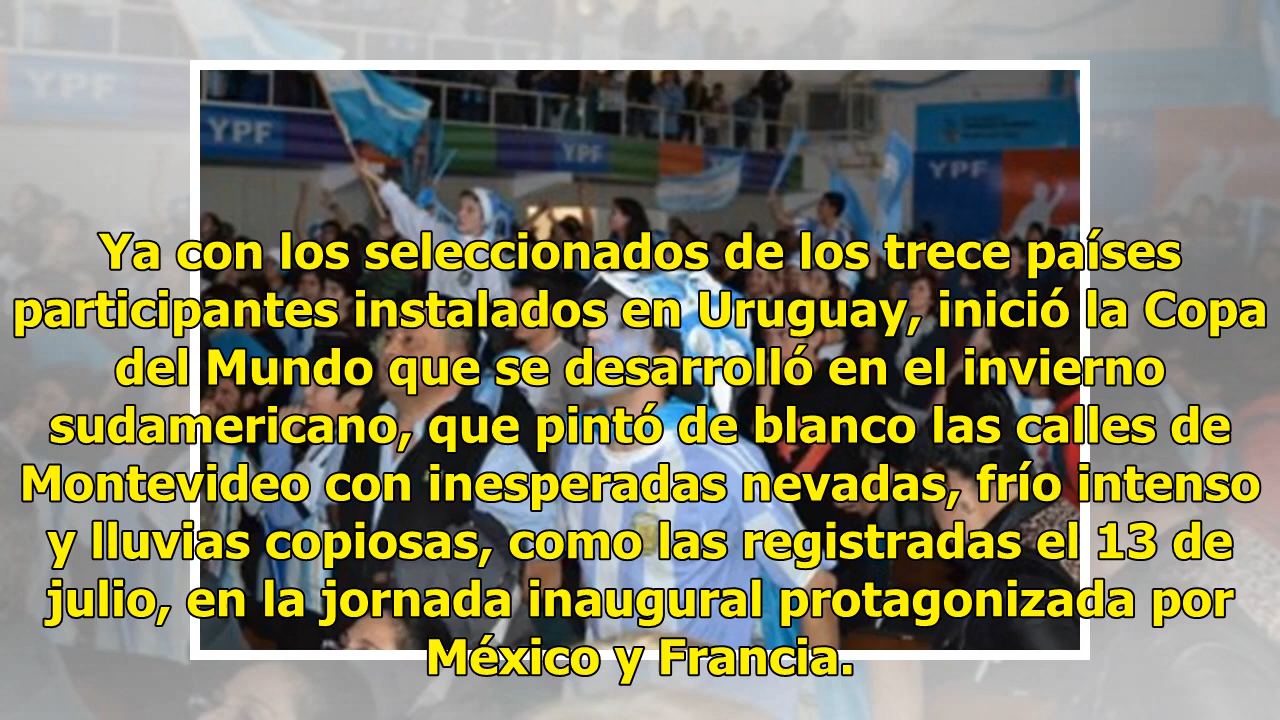 YPF
YPF
YPF
YPF
Ya con los seleccionados de los trece países
participantes instalados en Uruguay, inició la Copa
del Mundo que se desarrolló en el invierno
sudamericano, que pintó de blanco las calles de
Montevideo con inesperadas nevadas, frío intenso
y lluvias copiosas, como las registradas el 13 de
julio, en la jornada inaugural protagonizada por
México y Francia.